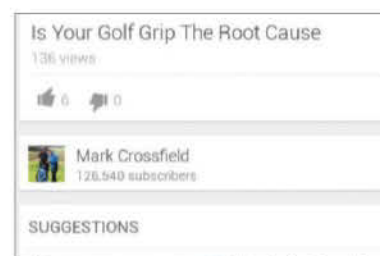 Is Your Golf Grip The Root Cause
136 views
6 0
Mark Crossfield
126,540 subscribers
SUGGESTIONS